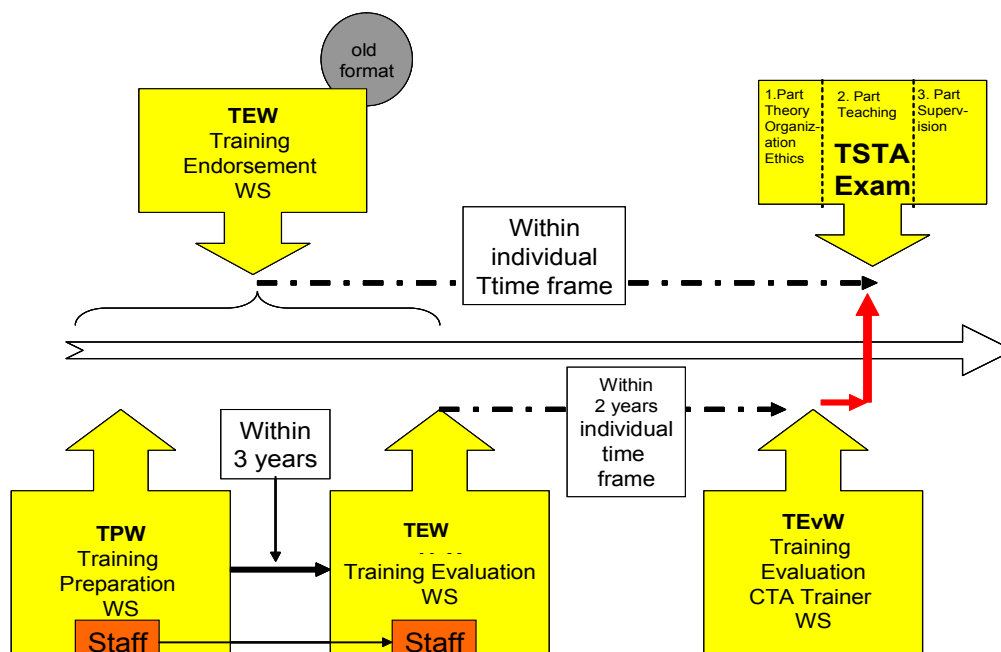 old
format
TEW
Training
Endorsement
WS
1.Part
Theory
Organiz-
ation
Ethics
2. Part
Teaching
3. Part
Superv-
ision
TSTA
Exam
Within
individual
Ttime frame
Within
3 years
Within
2 years
individual
time
frame
TPW
Training
Preparation
WS
Staff
TEW
Training Evaluation
WS
Staff
TEvW
Training
Evaluation
CTA Trainer
WS